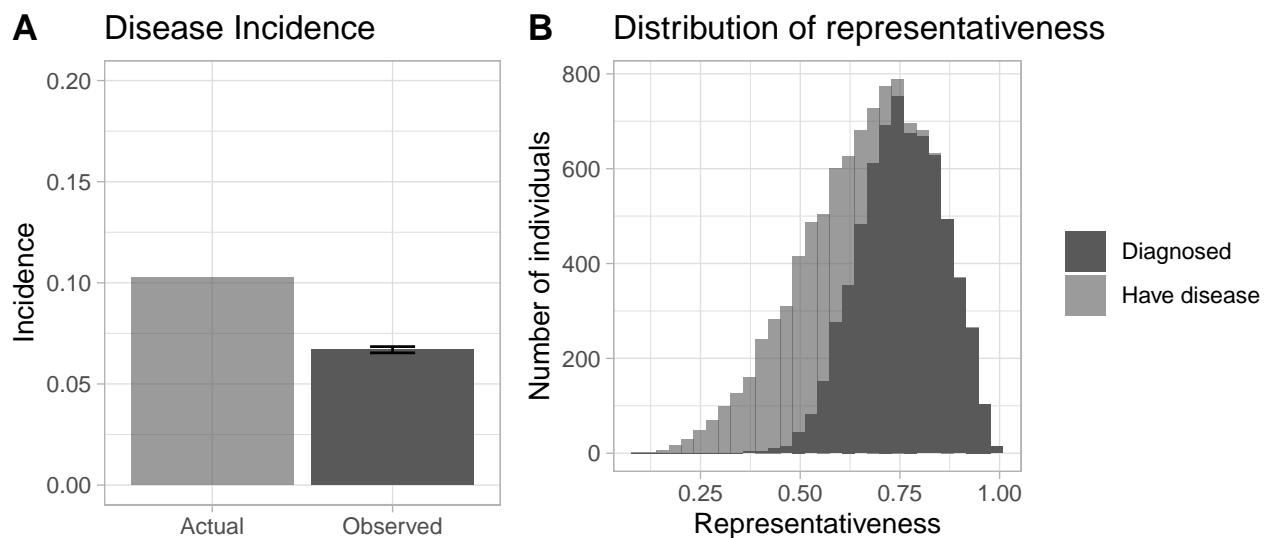 A Disease Incidence
Incidence
0.20
0.15
0.10
0.05
0.00
Actual Observed
B Distribution of representativeness
Number of individuals
800
600
400
200
0
0.25 0.50 0.75 1.00
Representativeness
Diagnosed
Have disease